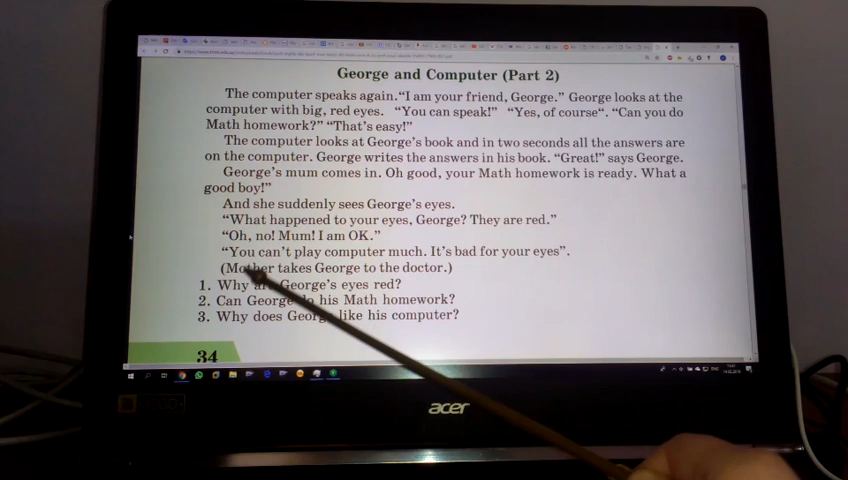 George and Computer (Part 2)
The computer speaks again. “I am your friend, George.” George looks at the
computer with big, red eyes. “You can speak!” “Yes, of course“. “Can you do
Math homework?” “That’s easy!”
The computer looks at George’s book and in two seconds all the answers are
on the computer. George writes the answers in his book. “Great!” says George.
George’s mum comes in. Oh good, your Math homework is ready. What a
good boy!”
And she suddenly sees George’s eyes.
“What happened to your eyes, George? They are red.”
“Oh, no! Mum! I am OK.”
“You can’t play computer much. It’s bad for your eyes”.
(Mother takes George to the doctor.)
1. Why are George’s eyes red?
2. Can George do his Math homework?
3. Why does George like his computer?
34
acer